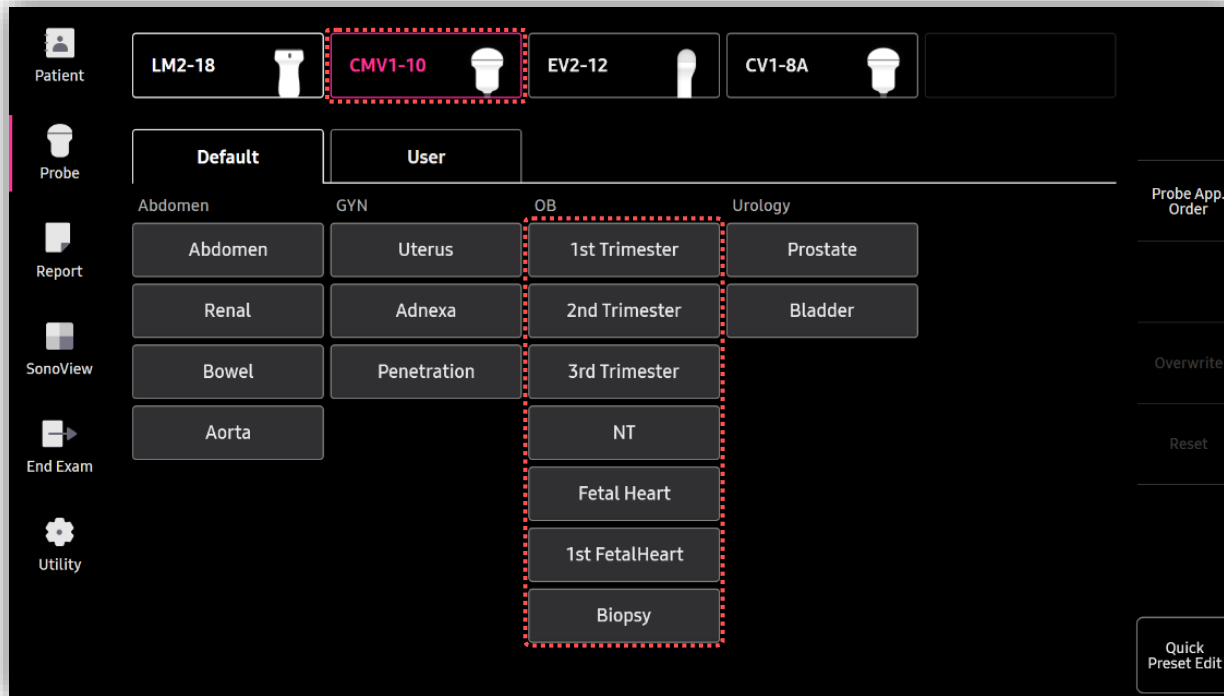 Patient
Probe
Report
SonoView
End Exam
Utility
LM2-18
CMV1-10
EV2-12
CV1-8A
Default
User
Abdomen
Abdomen
Renal
Bowel
Aorta
GYN
Uterus
Adnexa
Penetration
OB
1st Trimester
2nd Trimester
3rd Trimester
NT
Fetal Heart
1st FetalHeart
Biopsy
Urology
Prostate
Bladder
Probe App.
Order
Overwrite
Reset
Quick
Preset Edit